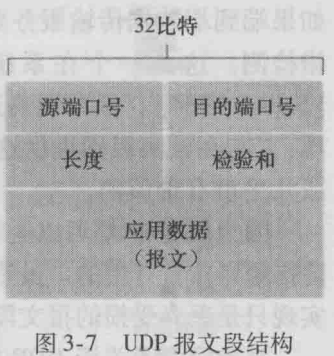 32比特
源端口号 目的端口号
长度 检验和
应用数据
（报文）
图 3-7 UDP 报文段结构